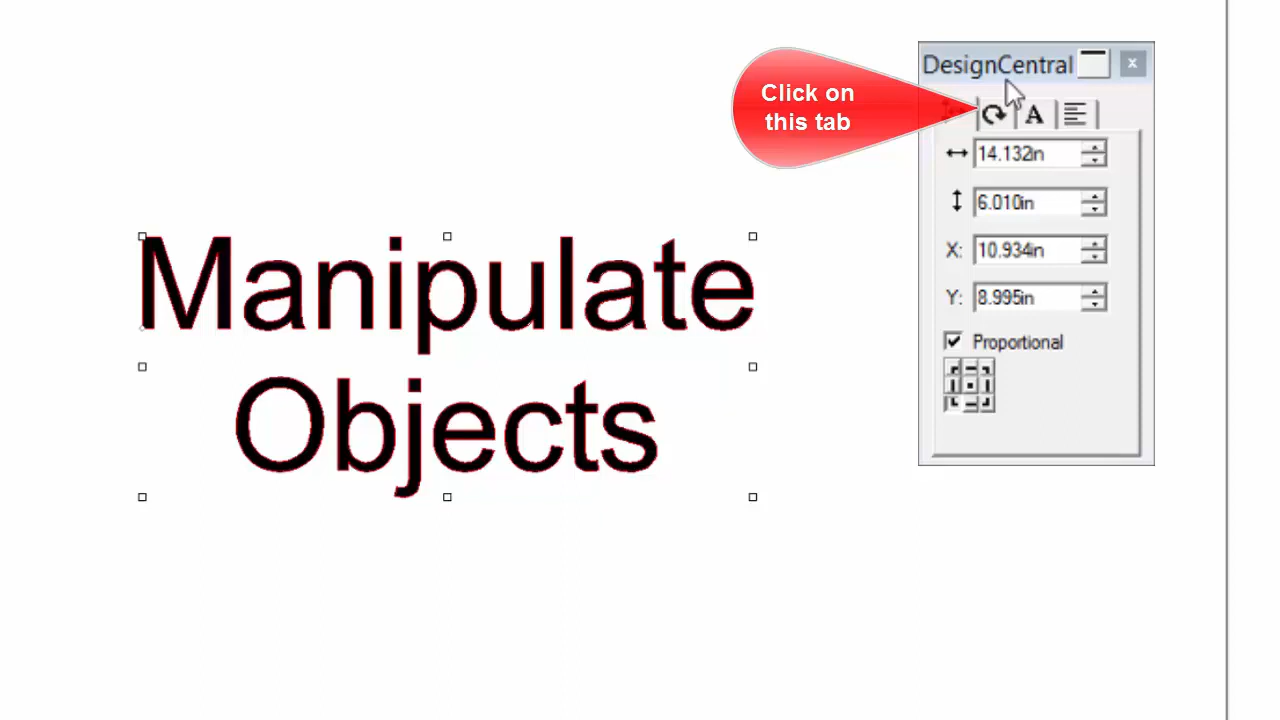 DesignCentral
Click on
this tab
A
14.132in
6.010in
X: 10.934in
Y: 8.995in
Proportional
Manipulate
Objects